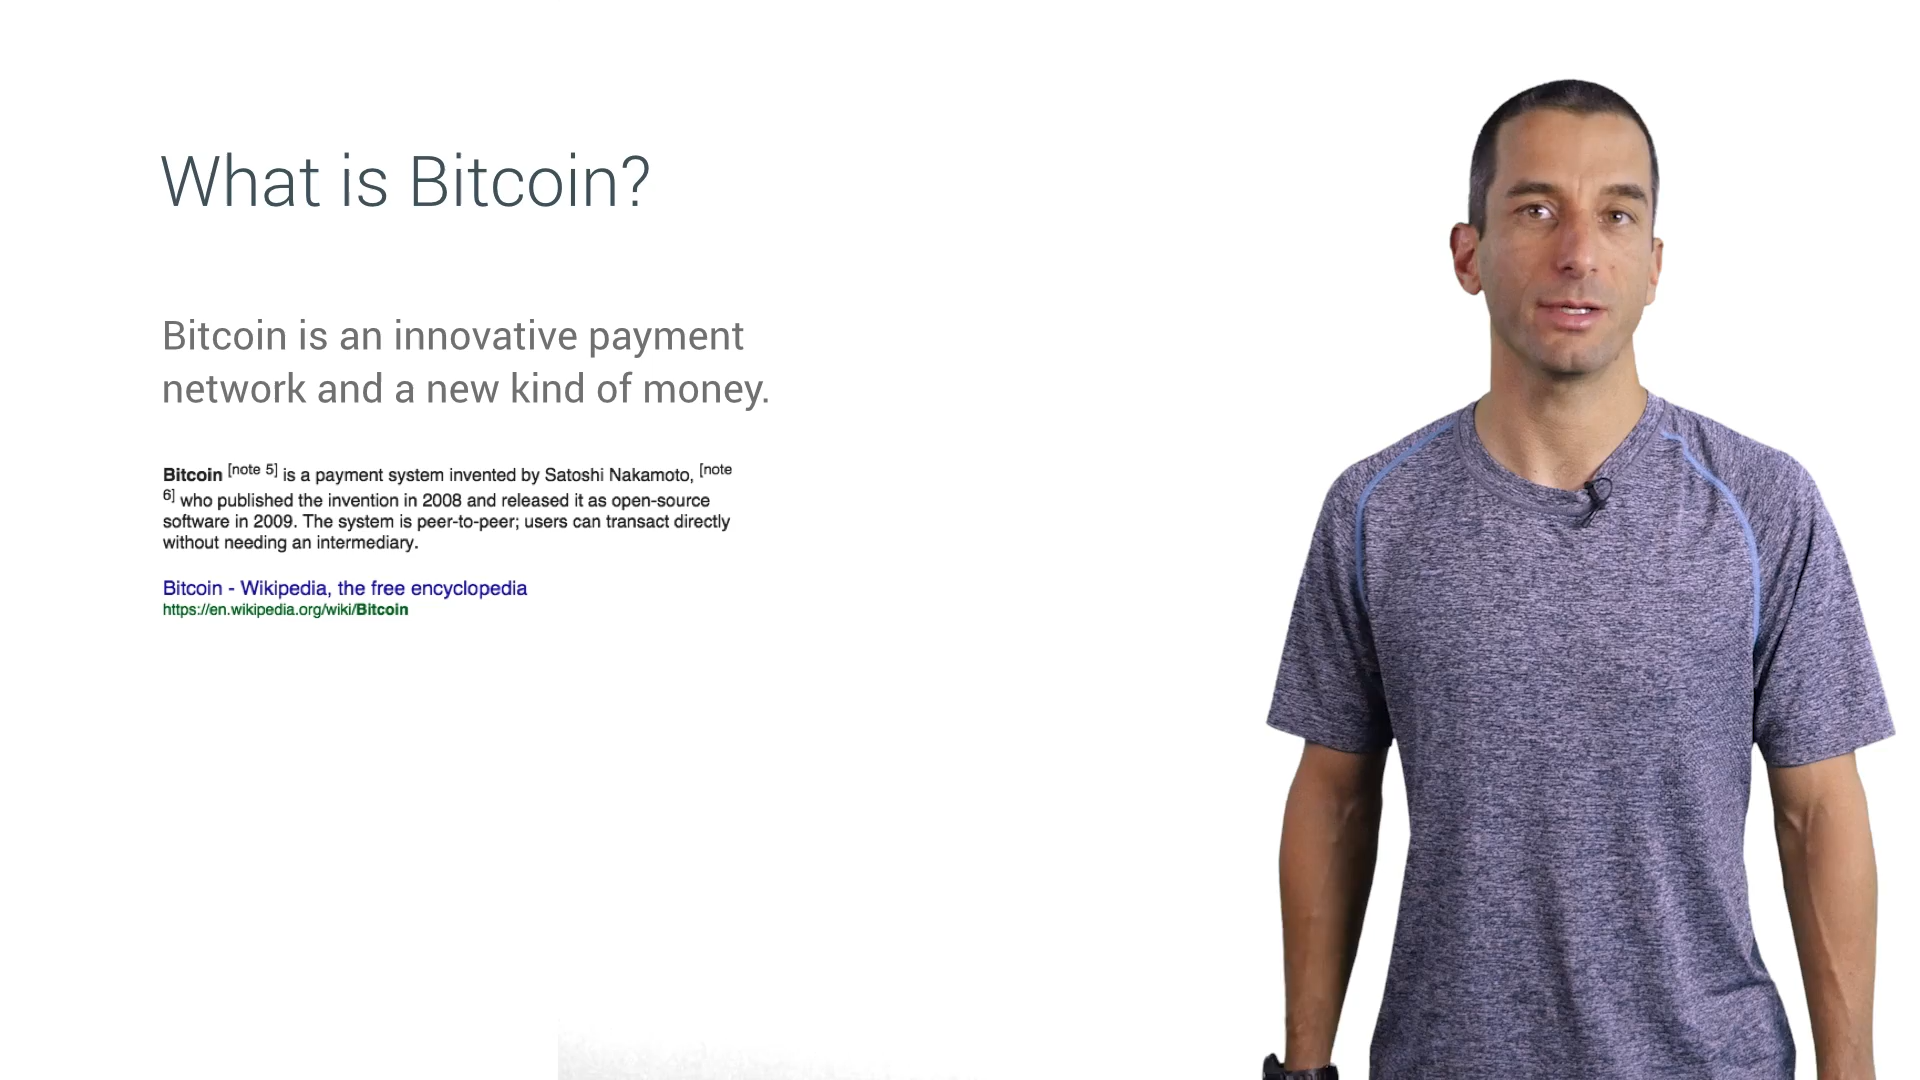 What is Bitcoin?
Bitcoin is an innovative payment
network and a new kind of money.
Bitcoin [note 5] is a payment system invented by Satoshi Nakamoto, [note
6] who published the invention in 2008 and released it as open-source
software in 2009. The system is peer-to-peer; users can transact directly
without needing an intermediary.
Bitcoin - Wikipedia, the free encyclopedia
https://en.wikipedia.org/wiki/Bitcoin